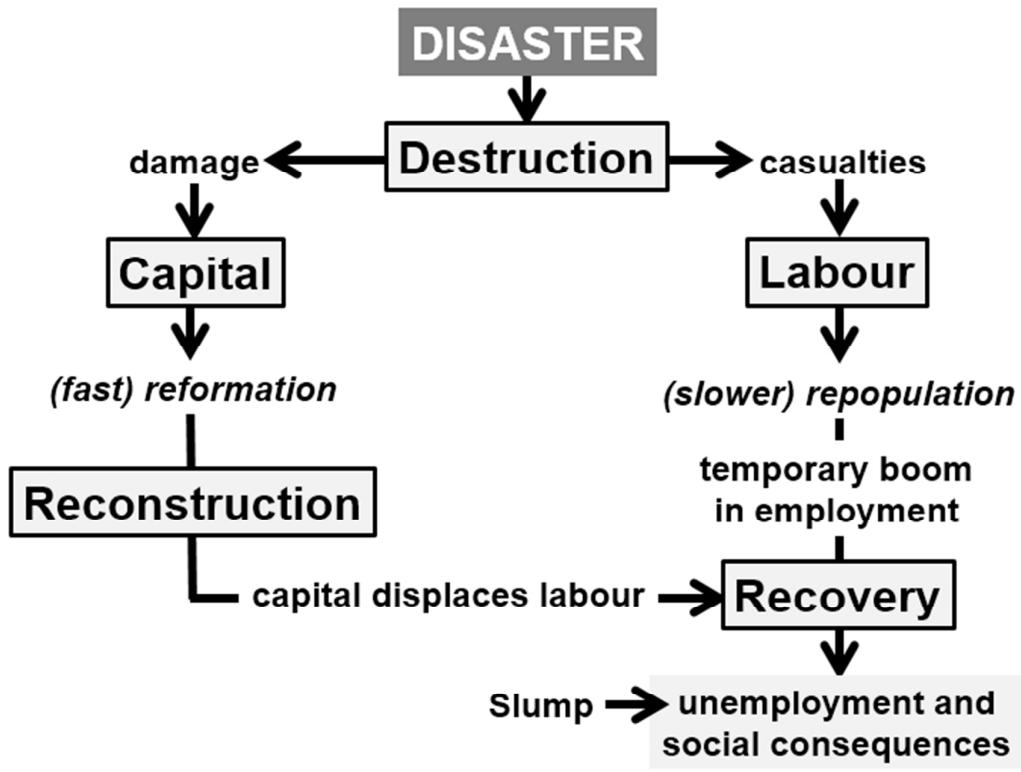 DISASTER
damage
Destruction
casualties
Capital
Labour
(fast) reformation
(slower) repopulation
Reconstruction
temporary boom
in employment
capital displaces labour
Recovery
Slump
unemployment and
social consequences